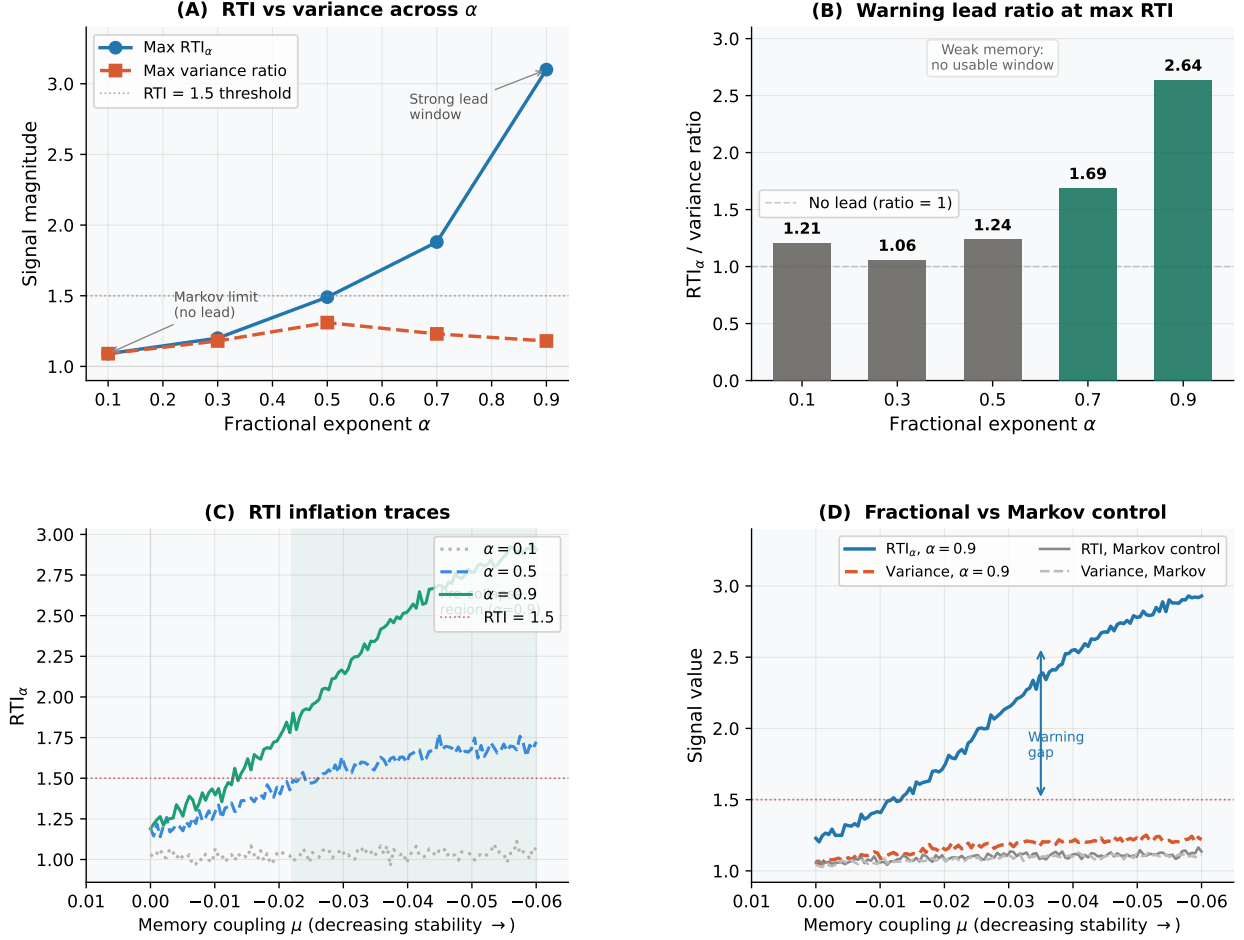 (A)  RTI vs variance across α
Max RTIα
Max variance ratio
RTI = 1.5 threshold
Strong lead
window
Markov limit
(no lead)
Signal magnitude
3.0
2.5
2.0
1.5
1.0
0.1 0.2 0.3 0.4 0.5 0.6 0.7 0.8 0.9
Fractional exponent α
(B)  Warning lead ratio at max RTI
Weak memory:
no usable window
No lead (ratio = 1)
1.21
1.06
1.24
1.69
2.64
RTIα / variance ratio
3.0
2.5
2.0
1.5
1.0
0.5
0.0
0.1 0.3 0.5 0.7 0.9
Fractional exponent α
(C)  RTI inflation traces
α = 0.1
α = 0.5
α = 0.9
RTI = 1.5
region (α=0.9)
RTIα
3.00
2.75
2.50
2.25
2.00
1.75
1.50
1.25
1.00
0.01 0.00 −0.01 −0.02 −0.03 −0.04 −0.05 −0.06
Memory coupling μ (decreasing stability →)
(D)  Fractional vs Markov control
RTIα, α = 0.9
Variance, α = 0.9
RTI, Markov control
Variance, Markov
Warning
gap
Signal value
3.0
2.5
2.0
1.5
1.0
0.01 0.00 −0.01 −0.02 −0.03 −0.04 −0.05 −0.06
Memory coupling μ (decreasing stability →)